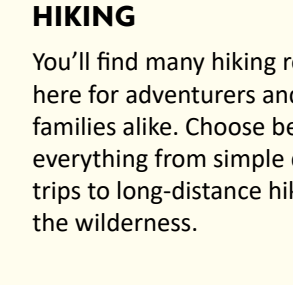 HIKING
You'll find many hiking
here for adventurers and
families alike. Choose
everything from simple
trips to long-distance
the wilderness.